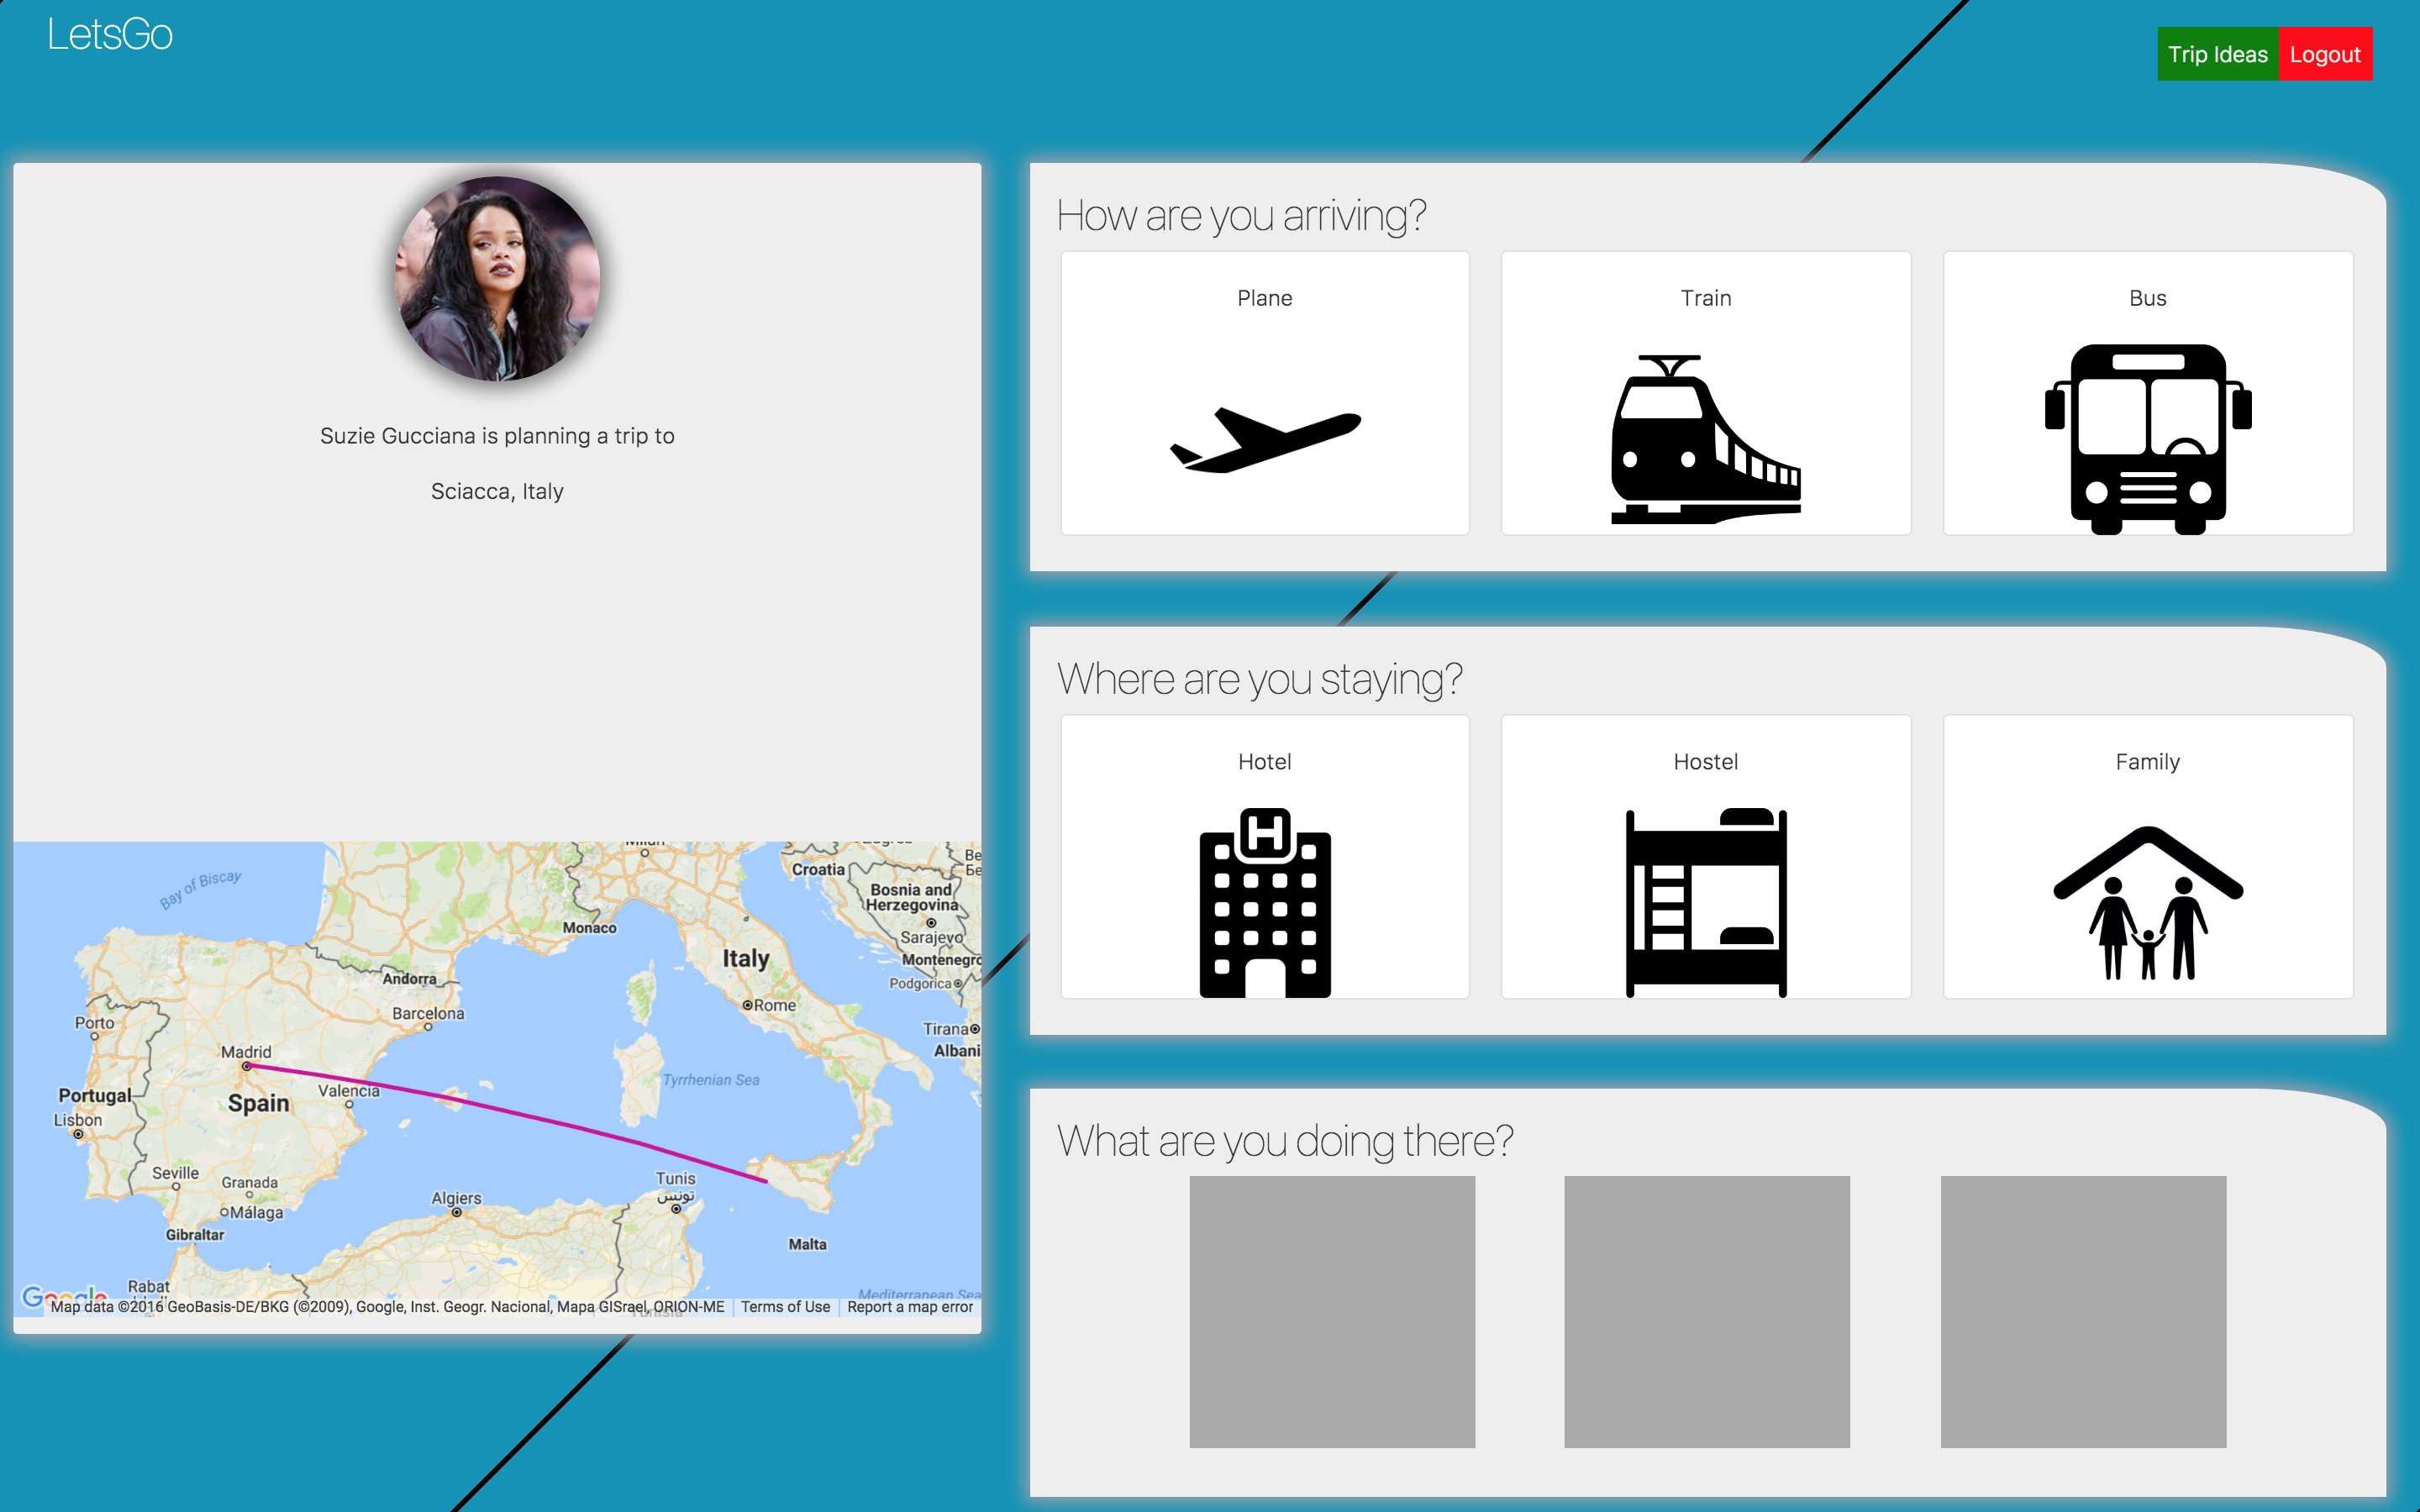 LetsGo
Trip Ideas
Logout
Suzie Gucciana is planning a trip to
Sciacca, Italy
How are you arriving?
Plane
Train
Bus
Where are you staying?
Hotel
Hostel
Family
H
What are you doing there?
Bay of Biscay
Milan
Zagreb
Croatia
Bosnia and
Herzegovina
Sarajevo
Monaco
Montenegro
Podgorica
Italy
Rome
Andorra
Barcelona
Porto
Tirana
Albani
Madrid
Tyrrhenian Sea
Valencia
Portugal
Spain
Lisbon
Seville
Granada
Málaga
Gibraltar
Algiers
Tunis
تونس
Malta
Rabat
Mediterranean Sea
Tunisia
Google
Map data ©2016 GeoBasis-DE/BKG (©2009), Google, Inst. Geogr. Nacional, Mapa GISrael, ORION-ME
Terms of Use
Report a map error